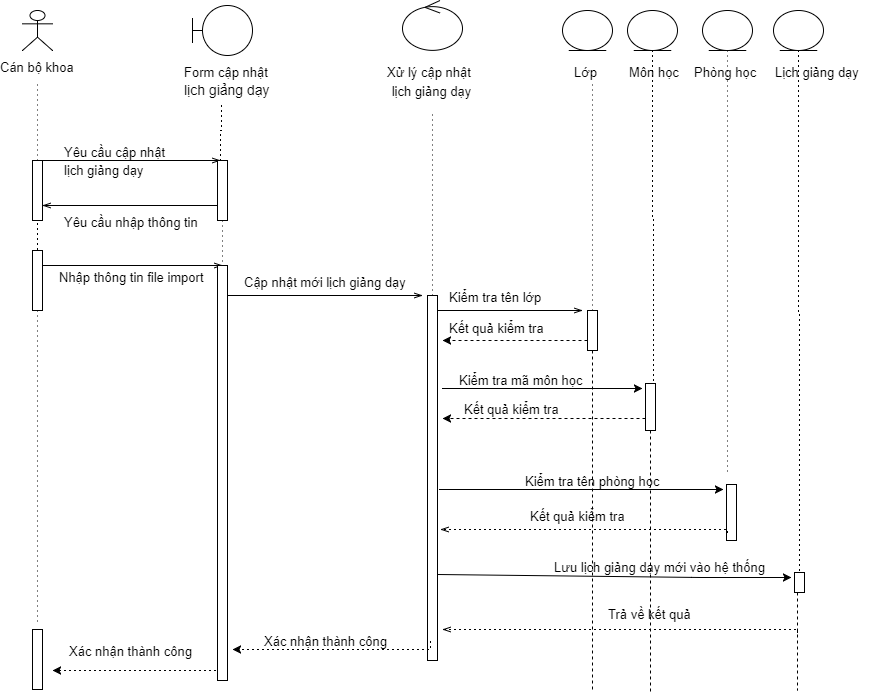 Cán bộ khoa
Form cập nhật
lịch giảng dạy
Xử lý cập nhật
lịch giảng dạy
Lớp
Môn học
Phòng học
Lịch giảng dạy
Yêu cầu cập nhật
lịch giảng dạy
Yêu cầu nhập thông tin
Nhập thông tin file import
Cập nhật mới lịch giảng dạy
Kiểm tra tên lớp
Kết quả kiểm tra
Kiểm tra mã môn học
Kết quả kiểm tra
Kiểm tra tên phòng học
Kết quả kiểm tra
Lưu lịch giảng dạy mới vào hệ thống
Trả về kết quả
Xác nhận thành công
Xác nhận thành công